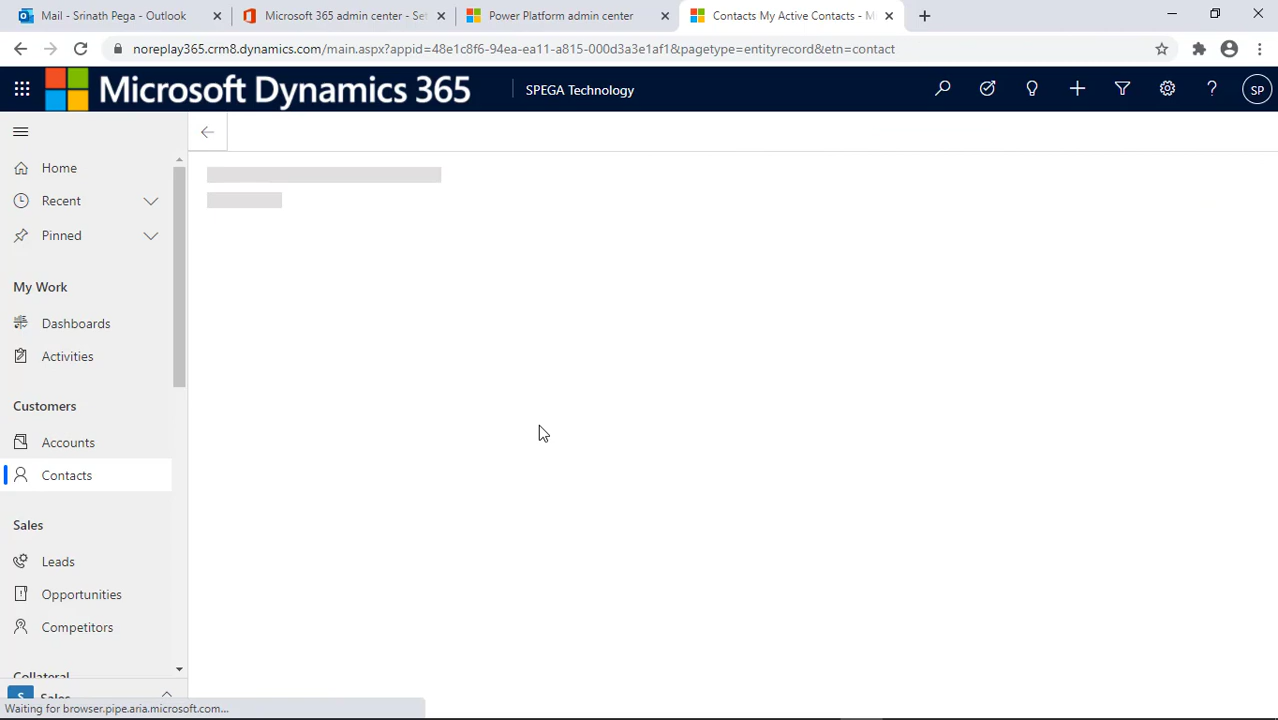 Mail - Srinath Pega - Outlook
Microsoft 365 admin center - Set
Power Platform admin center
Contacts My Active Contacts - M
noreplay365.crm8.dynamics.com/main.aspx?appid=48e1c8f6-94ea-ea11-a815-000d3a3e1af1&pagetype=entityrecord&etn=contact
Microsoft Dynamics 365
SPEGA Technology
SP
Home
Recent
Pinned
My Work
Dashboards
Activities
Customers
Accounts
Contacts
Sales
Leads
Opportunities
Competitors
Collateral
S Sales
Waiting for browser.pipe.aria.microsoft.com...